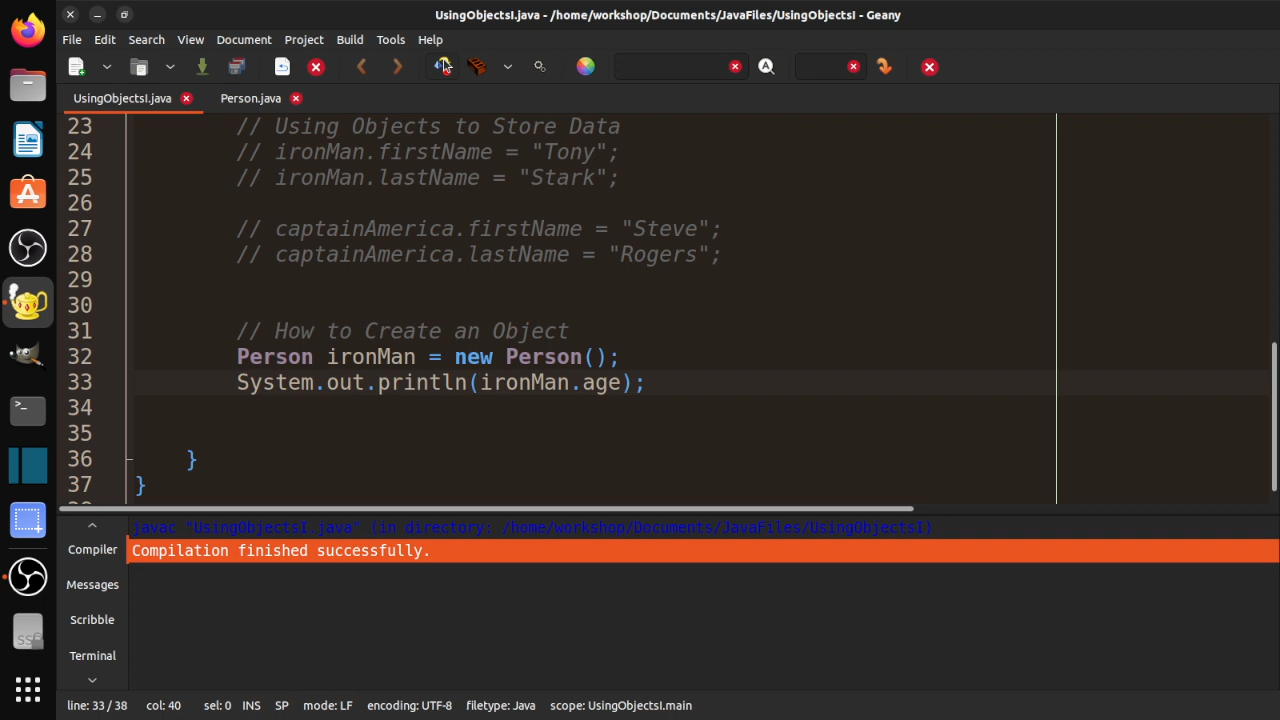 UsingObjectsI.java - /home/workshop/Documents/JavaFiles/UsingObjectsI - Geany
File Edit Search View Document Project Build Tools Help
UsingObjectsI.java Person.java
23 // Using Objects to Store Data
24 // ironMan.firstName = "Tony";
25 // ironMan.lastName = "Stark";
26
27 // captainAmerica.firstName = "Steve";
28 // captainAmerica.lastName = "Rogers";
29
30
31 // How to Create an Object
32 Person ironMan = new Person();
33 System.out.println(ironMan.age);
34
35
36 }
37 }
javac "UsingObjectsI.java" (in directory: /home/workshop/Documents/JavaFiles/UsingObjectsI)
Compiler Compilation finished successfully.
Messages
Scribble
Terminal
line: 33 / 38 col: 40 sel: 0 INS SP mode: LF encoding: UTF-8 filetype: Java scope: UsingObjectsI.main